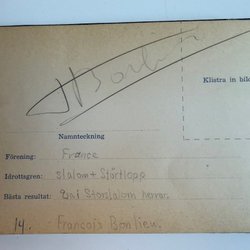 Klistra in bild
Namnteckning
Förening: France
Idrottsgren: slalom + Störtlopp
Bästa resultat: 2:a i Storslalom herrar.
14. François Bonlieu.